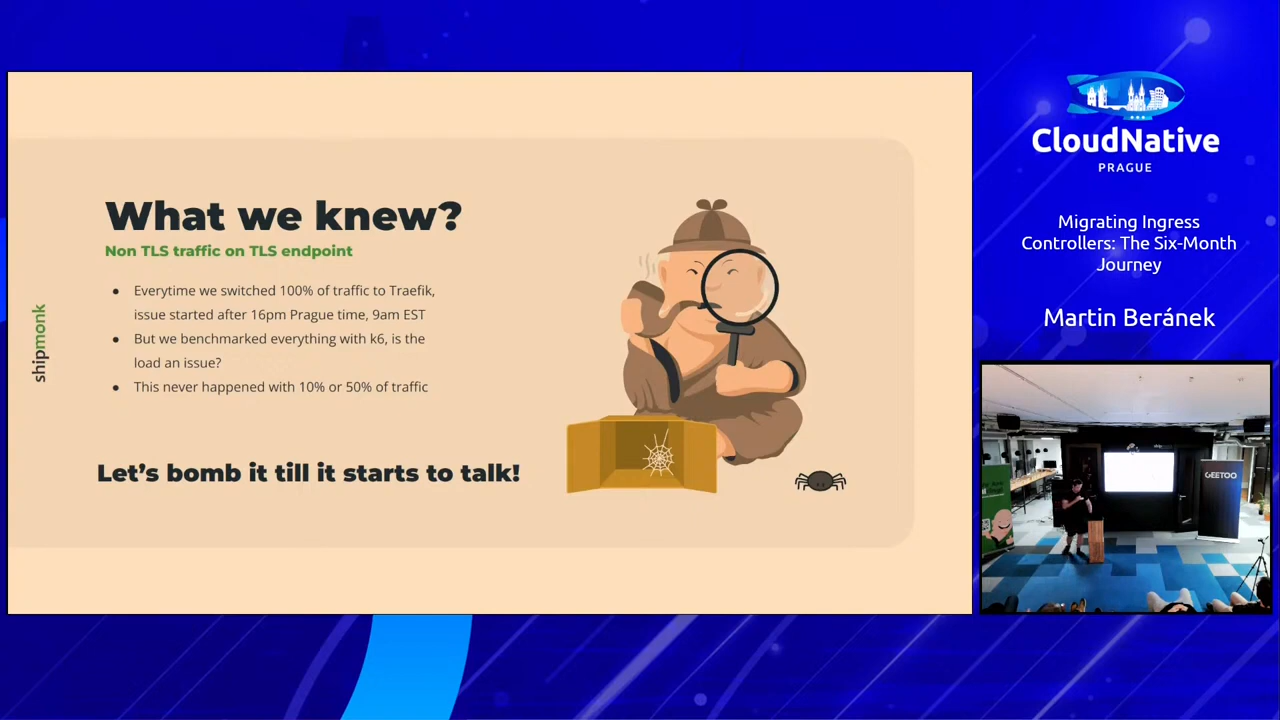 What we knew?
Non TLS traffic on TLS endpoint
Everytime we switched 100% of traffic to Traefik,
issue started after 16pm Prague time, 9am EST
But we benchmarked everything with k6, is the
load an issue?
This never happened with 10% or 50% of traffic
Let's bomb it till it starts to talk!
shipmonk
CloudNative
PRAGUE
Migrating Ingress
Controllers: The Six-Month
Journey
Martin Beránek
GEETOO